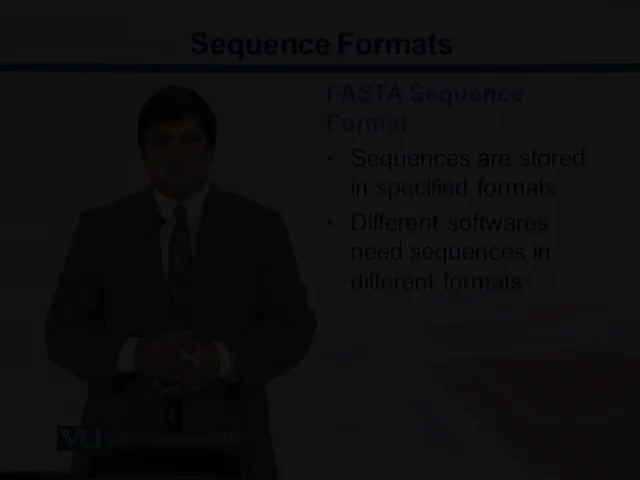 Sequence Formats
FASTA Sequence
Format
• Sequences are stored
in specified formats
• Different softwares
need sequences in
different formats
VU